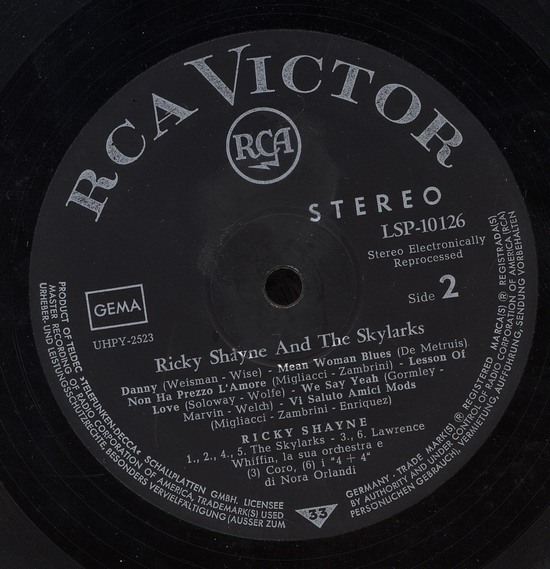 RCA VICTOR
RCA
STEREO
LSP-10126
Stereo Electronically
Reprocessed
Side 2
GEMA
UHPY-2523
Ricky Shayne And The Skylarks
Danny (Weisman - Wise) - Mean Woman Blues (De Metruis)
Non Ha Prezzo L'Amore (Migliacci - Zambrini) - Lesson Of
Love (Soloway - Wolfe) - We Say Yeah (Gormley -
Marvin - Welch) - Vi Saluto Amici Mods
(Migliacci - Zambrini - Enriquez)
RICKY SHAYNE
1., 2., 4., 5. The Skylarks - 3., 6. Lawrence
Whiffin, la sua orchestra e
(3) Coro, (6) i "4 + 4"
di Nora Orlandi
33
PRODUCT OF TELDEC »TELEFUNKEN-DECCA« SCHALLPLATTEN GMBH. LICENSEE
MASTER RECORDING OF RADIO CORPORATION OF AMERICA, TRADEMARK(S) USED
URHEBER- UND LEISTUNGSSCHUTZRECHTE, BESONDERS VERVIELFÄLTIGUNG (AUSSER ZUM
GERMANY - TRADE MARK(S) ® REGISTERED - MARCA(S) ® REGISTRADA(S)
BY AUTHORITY AND UNDER CONTROL OF RADIO CORPORATION OF AMERICA (RCA)
PERSÖNLICHEN GEBRAUCH), VERMIETUNG, AUFFÜHRUNG, SENDUNG VORBEHALTEN